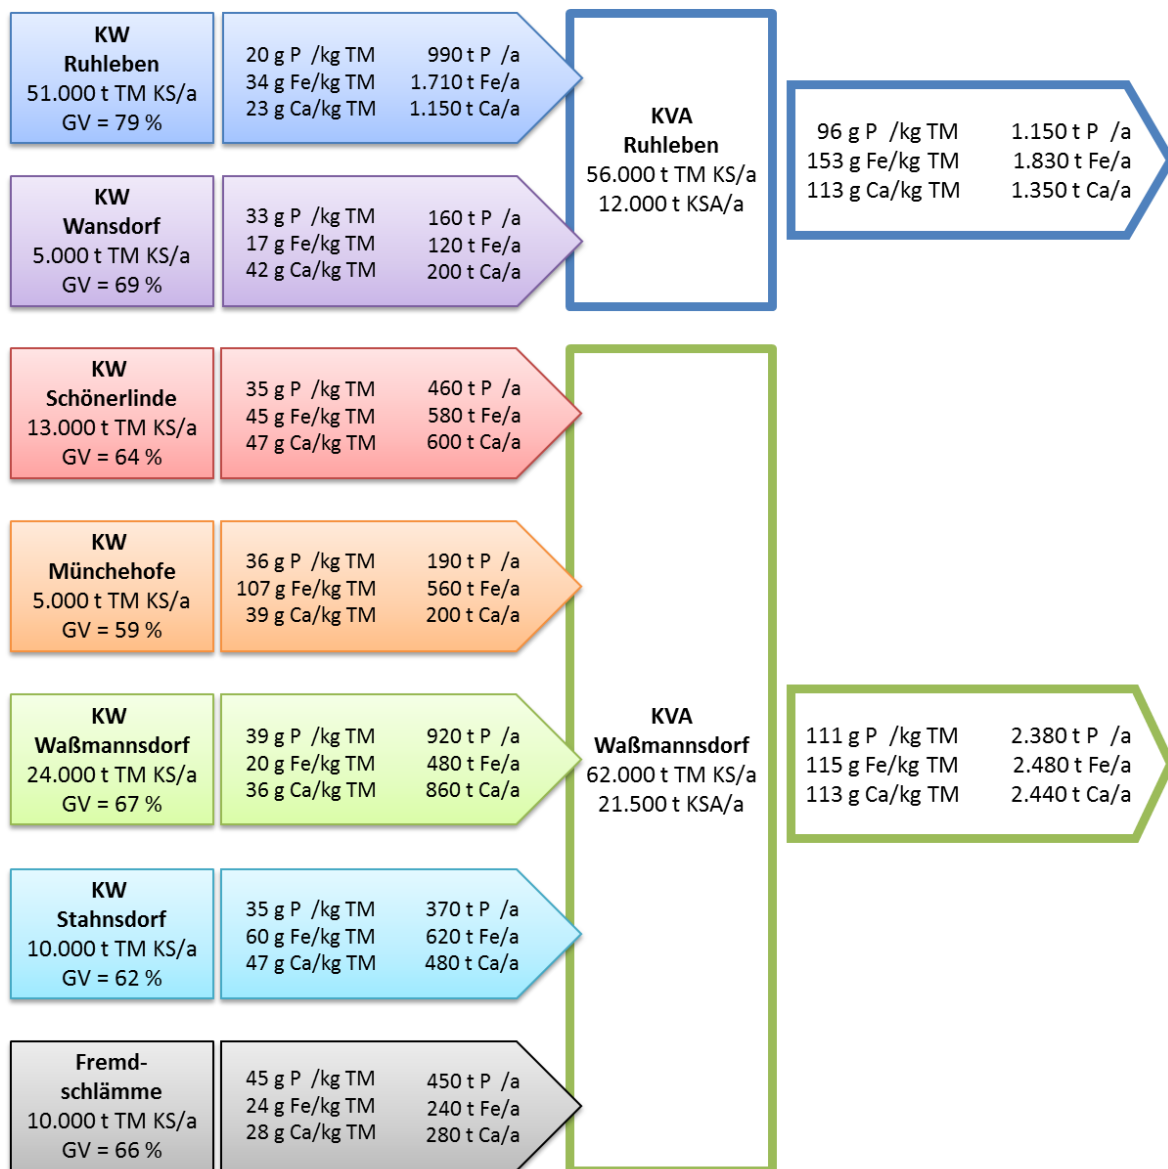 KW
Ruhleben
51.000 t TM KS/a
GV = 79 %
20 g P /kg TM 990 t P /a
34 g Fe/kg TM 1.710 t Fe/a
23 g Ca/kg TM 1.150 t Ca/a
KW
Wansdorf
5.000 t TM KS/a
GV = 69 %
33 g P /kg TM 160 t P /a
17 g Fe/kg TM 120 t Fe/a
42 g Ca/kg TM 200 t Ca/a
KVA
Ruhleben
56.000 t TM KS/a
12.000 t KSA/a
96 g P /kg TM 1.150 t P /a
153 g Fe/kg TM 1.830 t Fe/a
113 g Ca/kg TM 1.350 t Ca/a
KW
Schönerlinde
13.000 t TM KS/a
GV = 64 %
35 g P /kg TM 460 t P /a
45 g Fe/kg TM 580 t Fe/a
47 g Ca/kg TM 600 t Ca/a
KW
Münchehofe
5.000 t TM KS/a
GV = 59 %
36 g P /kg TM 190 t P /a
107 g Fe/kg TM 560 t Fe/a
39 g Ca/kg TM 200 t Ca/a
KW
Waßmannsdorf
24.000 t TM KS/a
GV = 67 %
39 g P /kg TM 920 t P /a
20 g Fe/kg TM 480 t Fe/a
36 g Ca/kg TM 860 t Ca/a
KW
Stahnsdorf
10.000 t TM KS/a
GV = 62 %
35 g P /kg TM 370 t P /a
60 g Fe/kg TM 620 t Fe/a
47 g Ca/kg TM 480 t Ca/a
Fremd-
schlämme
10.000 t TM KS/a
GV = 66 %
45 g P /kg TM 450 t P /a
24 g Fe/kg TM 240 t Fe/a
28 g Ca/kg TM 280 t Ca/a
KVA
Waßmannsdorf
62.000 t TM KS/a
21.500 t KSA/a
111 g P /kg TM 2.380 t P /a
115 g Fe/kg TM 2.480 t Fe/a
113 g Ca/kg TM 2.440 t Ca/a